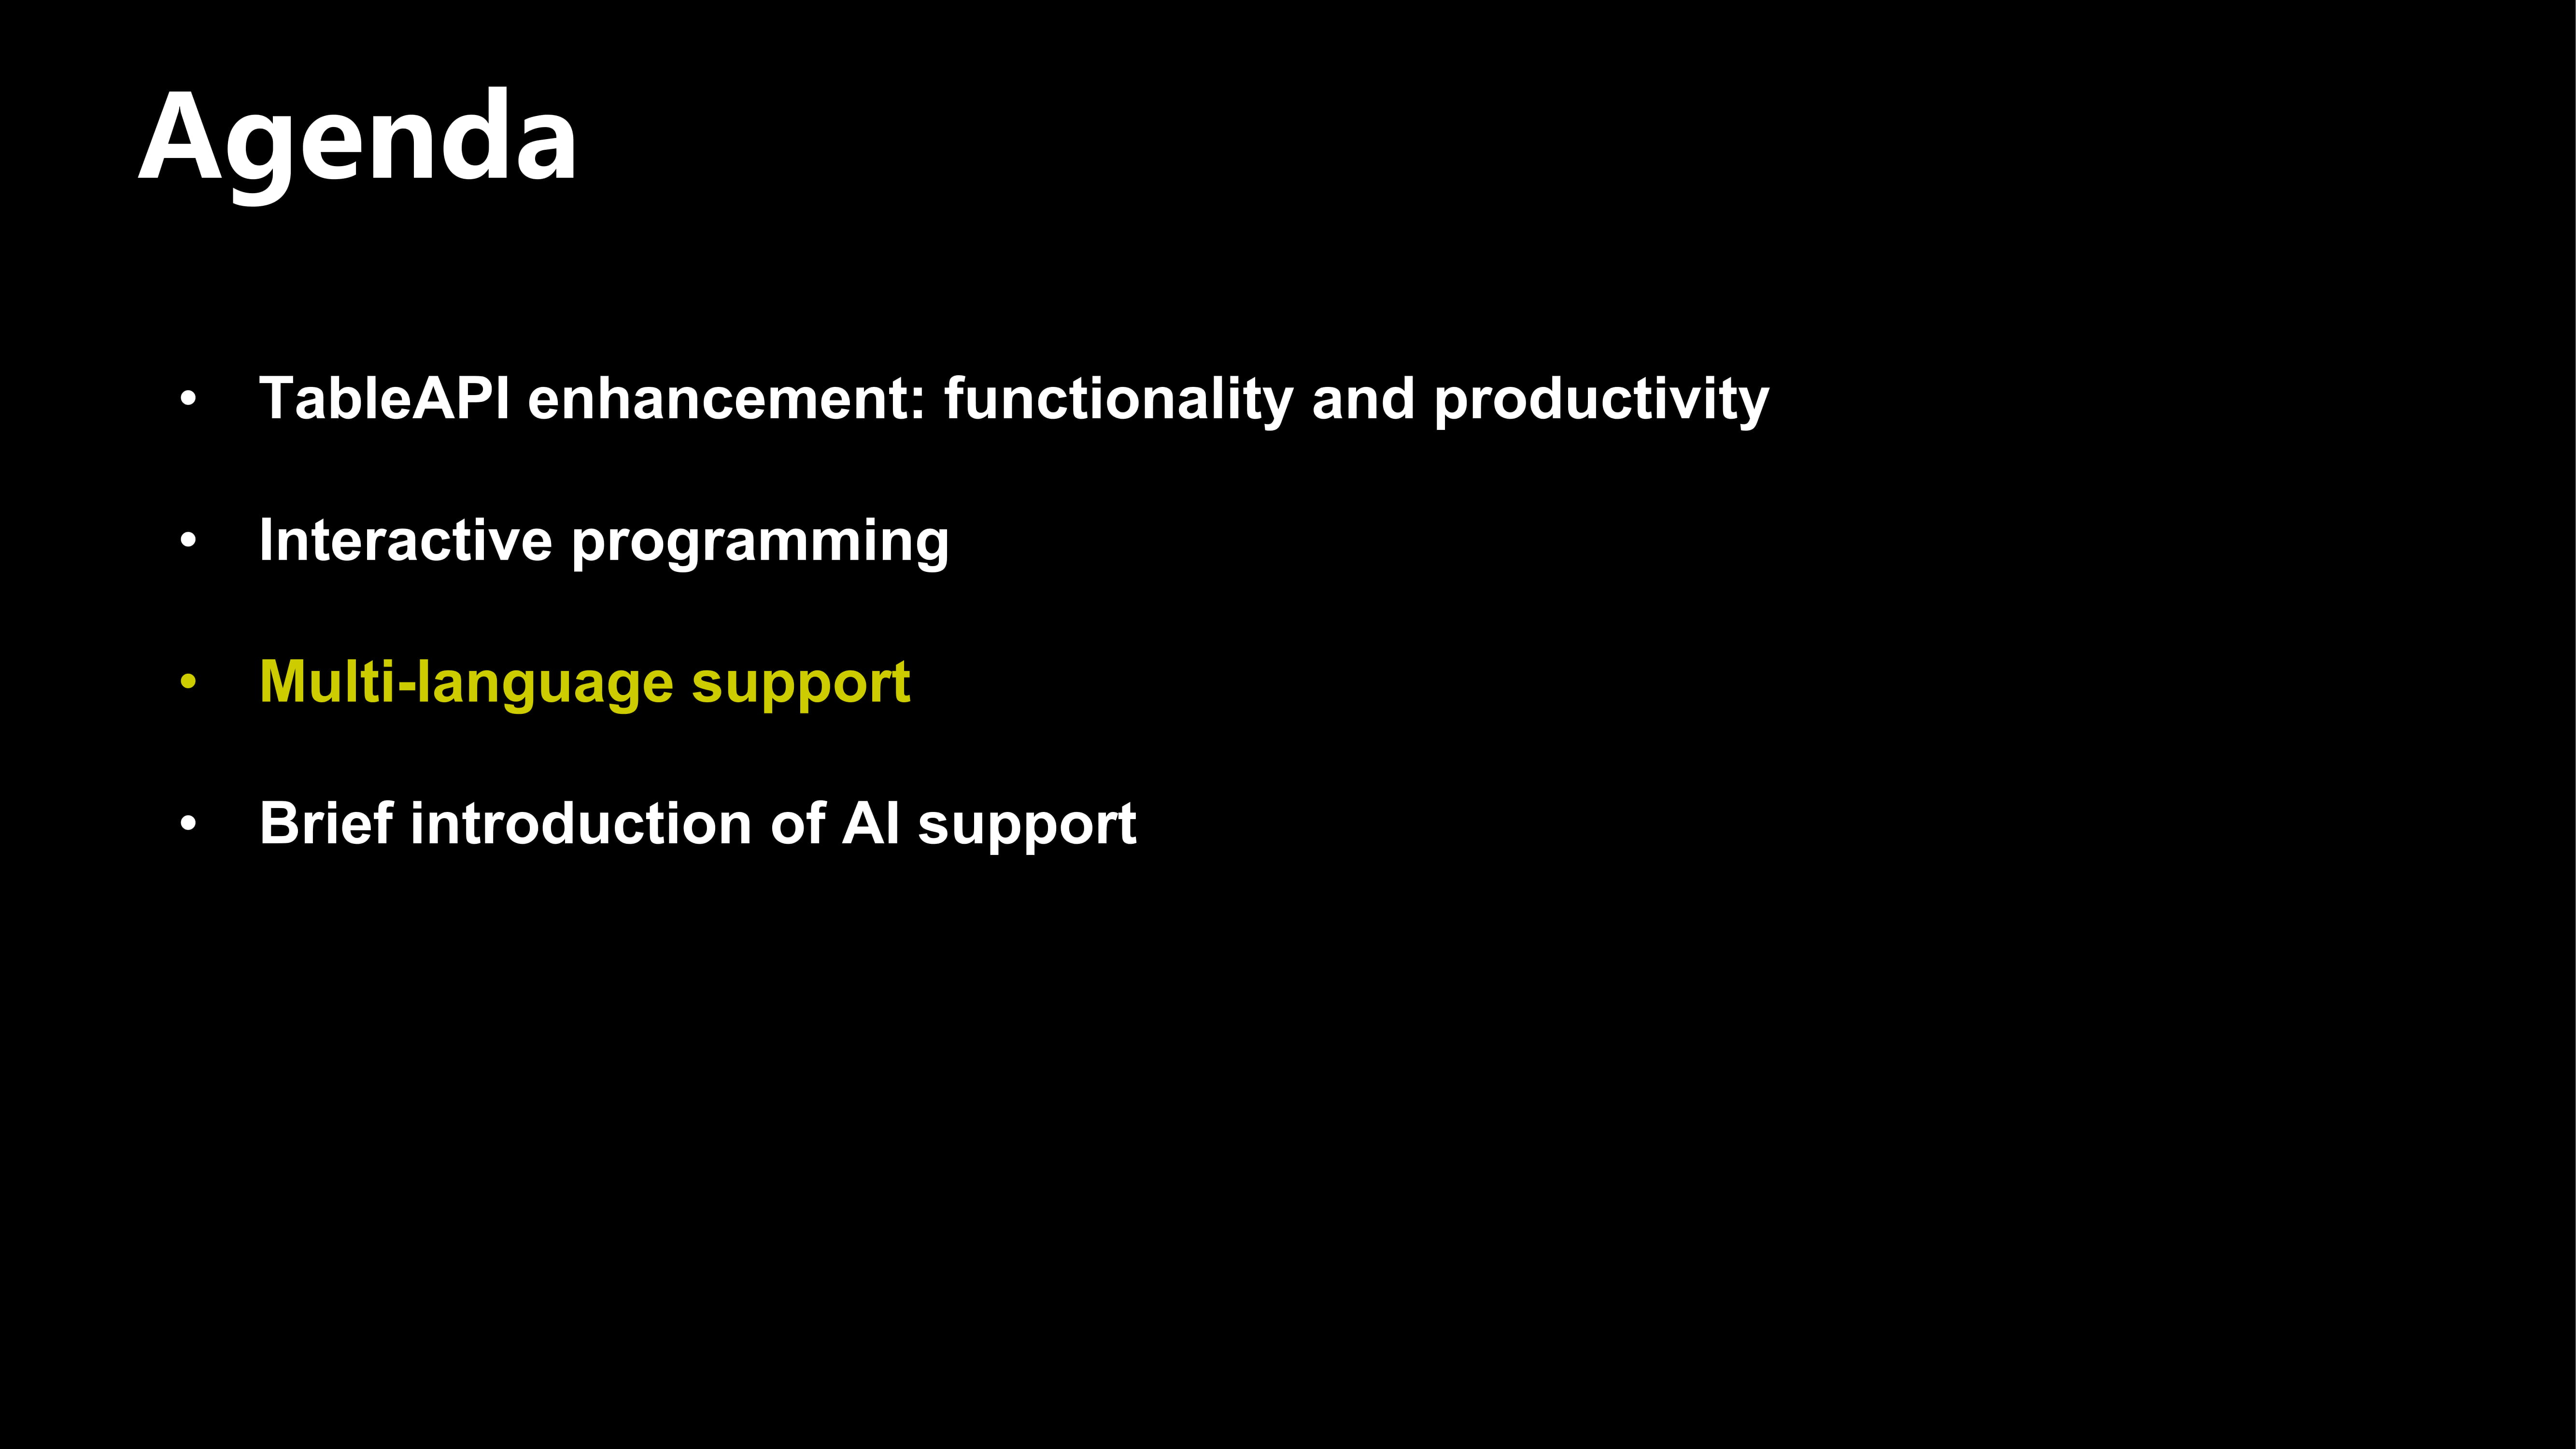 Agenda
• TableAPI enhancement: functionality and productivity
• Interactive programming
• Multi-language support
• Brief introduction of AI support